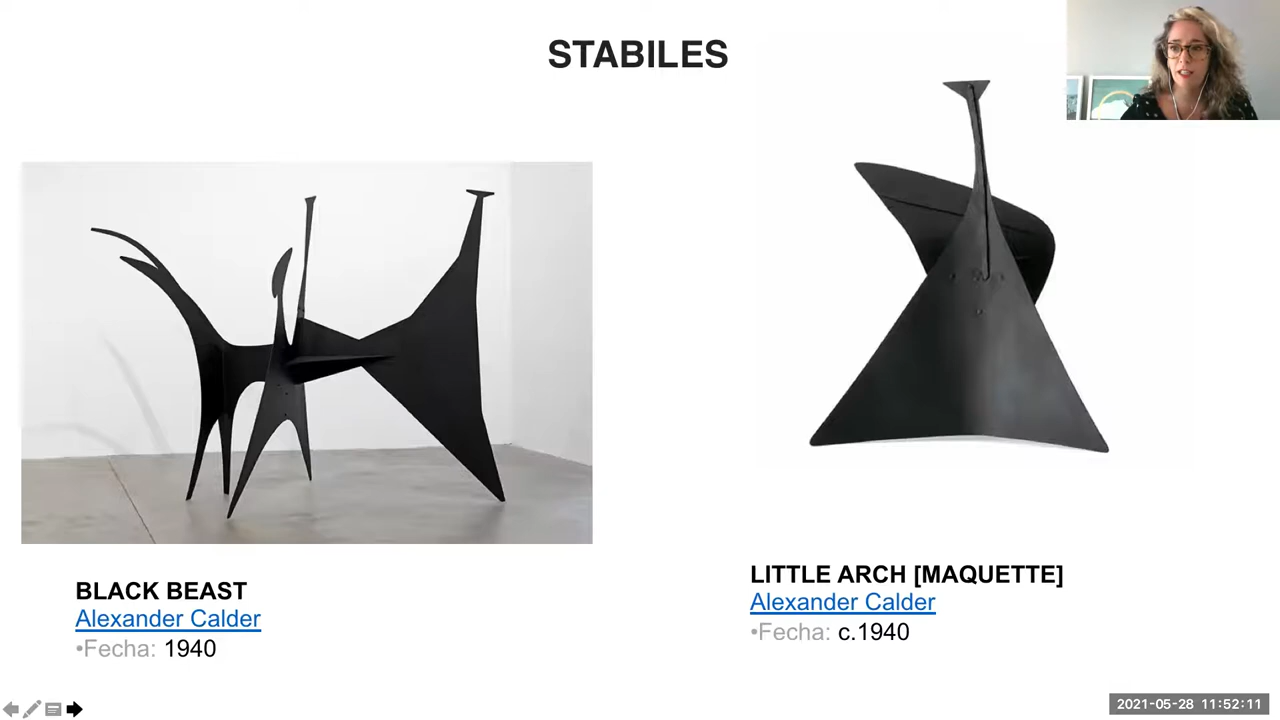 STABILES
BLACK BEAST
Alexander Calder
•Fecha: 1940
LITTLE ARCH [MAQUETTE]
Alexander Calder
•Fecha: c.1940
2021-05-28 11:52:11